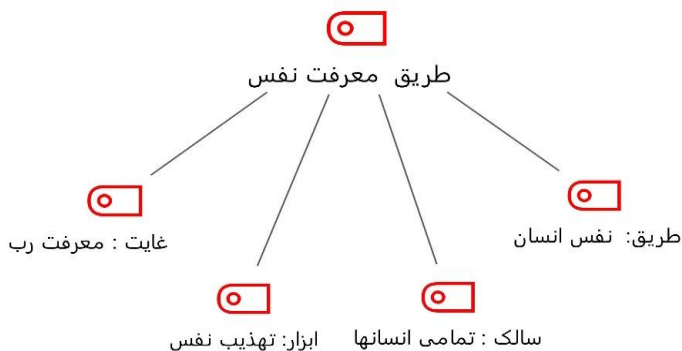 طریق معرفت نفس
طریق: نفس انسان
غایت : معرفت رب
سالک : تمامی انسانها
ابزار: تهذیب نفس